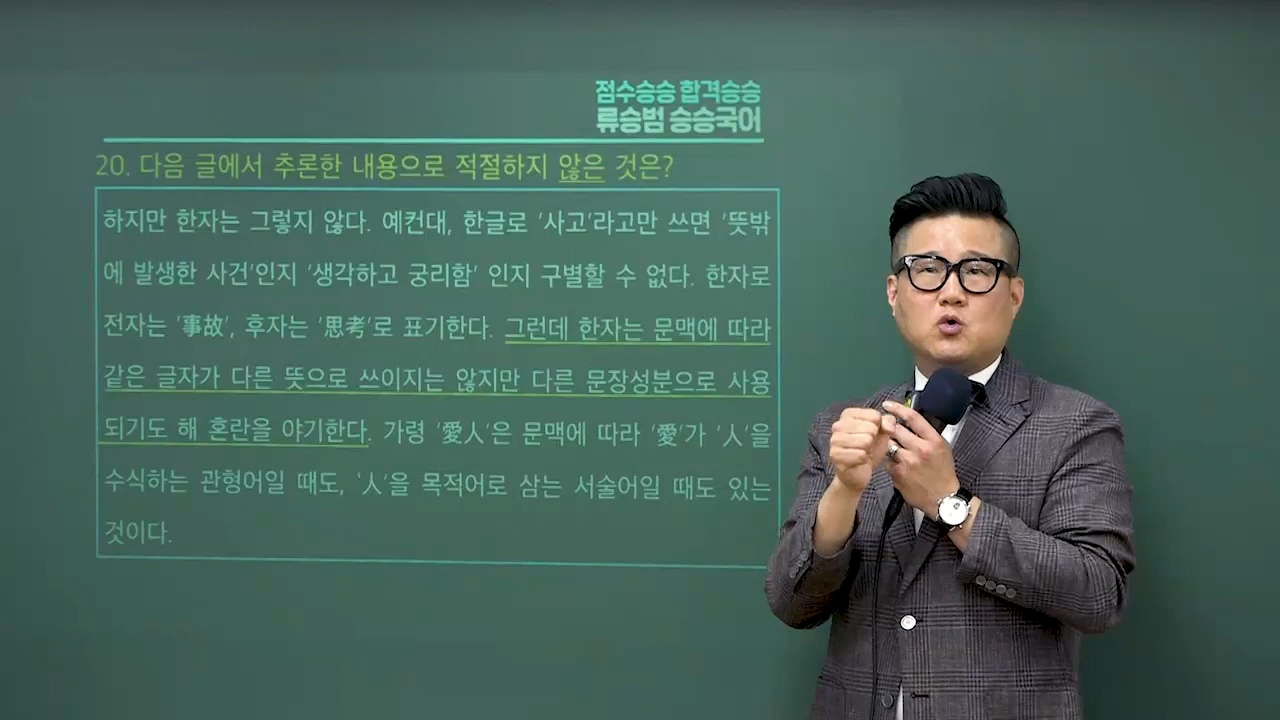 점수승승 합격승승
류승범 승승국어
20. 다음 글에서 추론한 내용으로 적절하지 않은 것은?
하지만 한자는 그렇지 않다. 예컨대, 한글로 '사고'라고만 쓰면 '뜻밖
에 발생한 사건'인지 '생각하고 궁리함' 인지 구별할 수 없다. 한자로
전자는 '事故', 후자는 '思考'로 표기한다. 그런데 한자는 문맥에 따라
같은 글자가 다른 뜻으로 쓰이지는 않지만 다른 문장성분으로 사용
되기도 해 혼란을 야기한다. 가령 '愛人'은 문맥에 따라 '愛'가 '人'을
수식하는 관형어일 때도, '人'을 목적어로 삼는 서술어일 때도 있는
것이다.